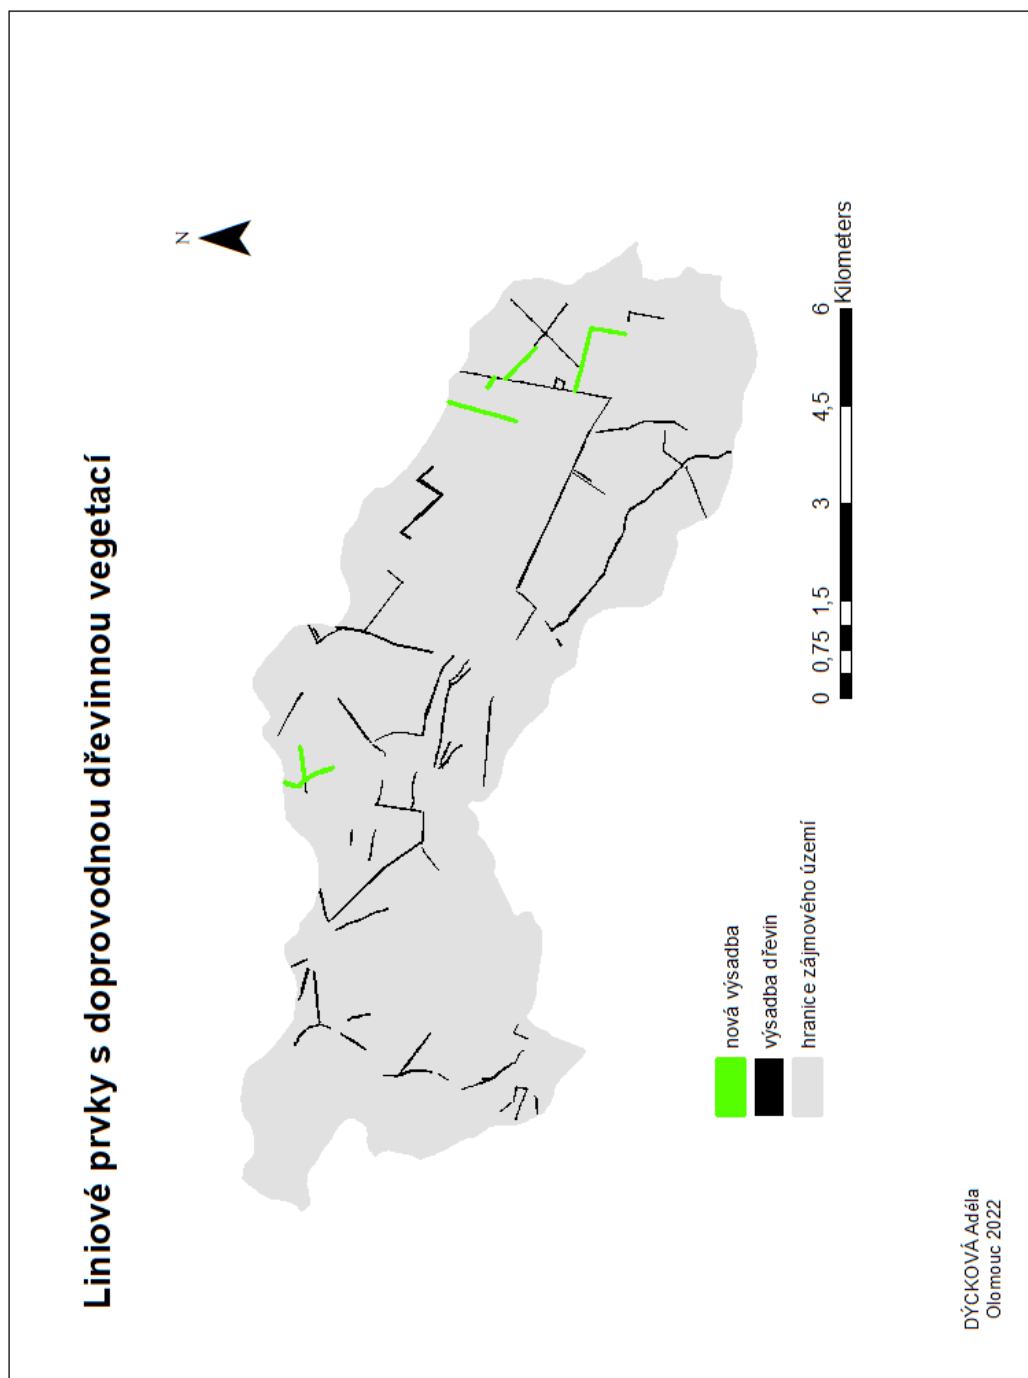 Liniové prvky s doprovodnou dřevinnou vegetací
N
nová výsadba
výsadba dřevin
hranice zájmového území
0 0,75 1,5 3 4,5 6
Kilometers
DÝCKOVÁ Adéla
Olomouc 2022